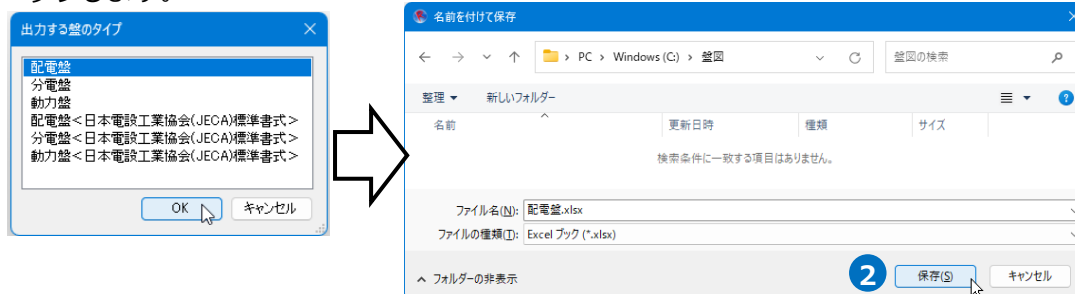 出力する盤のタイプ
配電盤
分電盤
動力盤
配電盤<日本電設工業協会(JECA)標準書式>
分電盤<日本電設工業協会(JECA)標準書式>
動力盤<日本電設工業協会(JECA)標準書式>
OK キャンセル
名前を付けて保存
PC > Windows (C:) > 盤図
盤図の検索
整理 新しいフォルダー
名前 更新日時 種類 サイズ
検索条件に一致する項目はありません。
ファイル名(N): 配電盤.xlsx
ファイルの種類(T): Excel ブック (*.xlsx)
フォルダーの非表示
2 保存(S) キャンセル